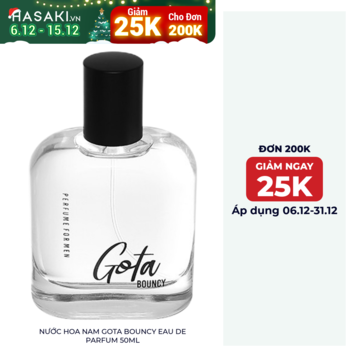 HASAKI.VN
6.12 - 15.12
Giảm
25K
Cho Đơn
200K
PERFUME FOR MEN
Gota
BOUNCY
NƯỚC HOA NAM GOTA BOUNCY EAU DE
PARFUM 50ML
ĐƠN 200K
GIẢM NGAY
25K
Áp dụng 06.12-31.12